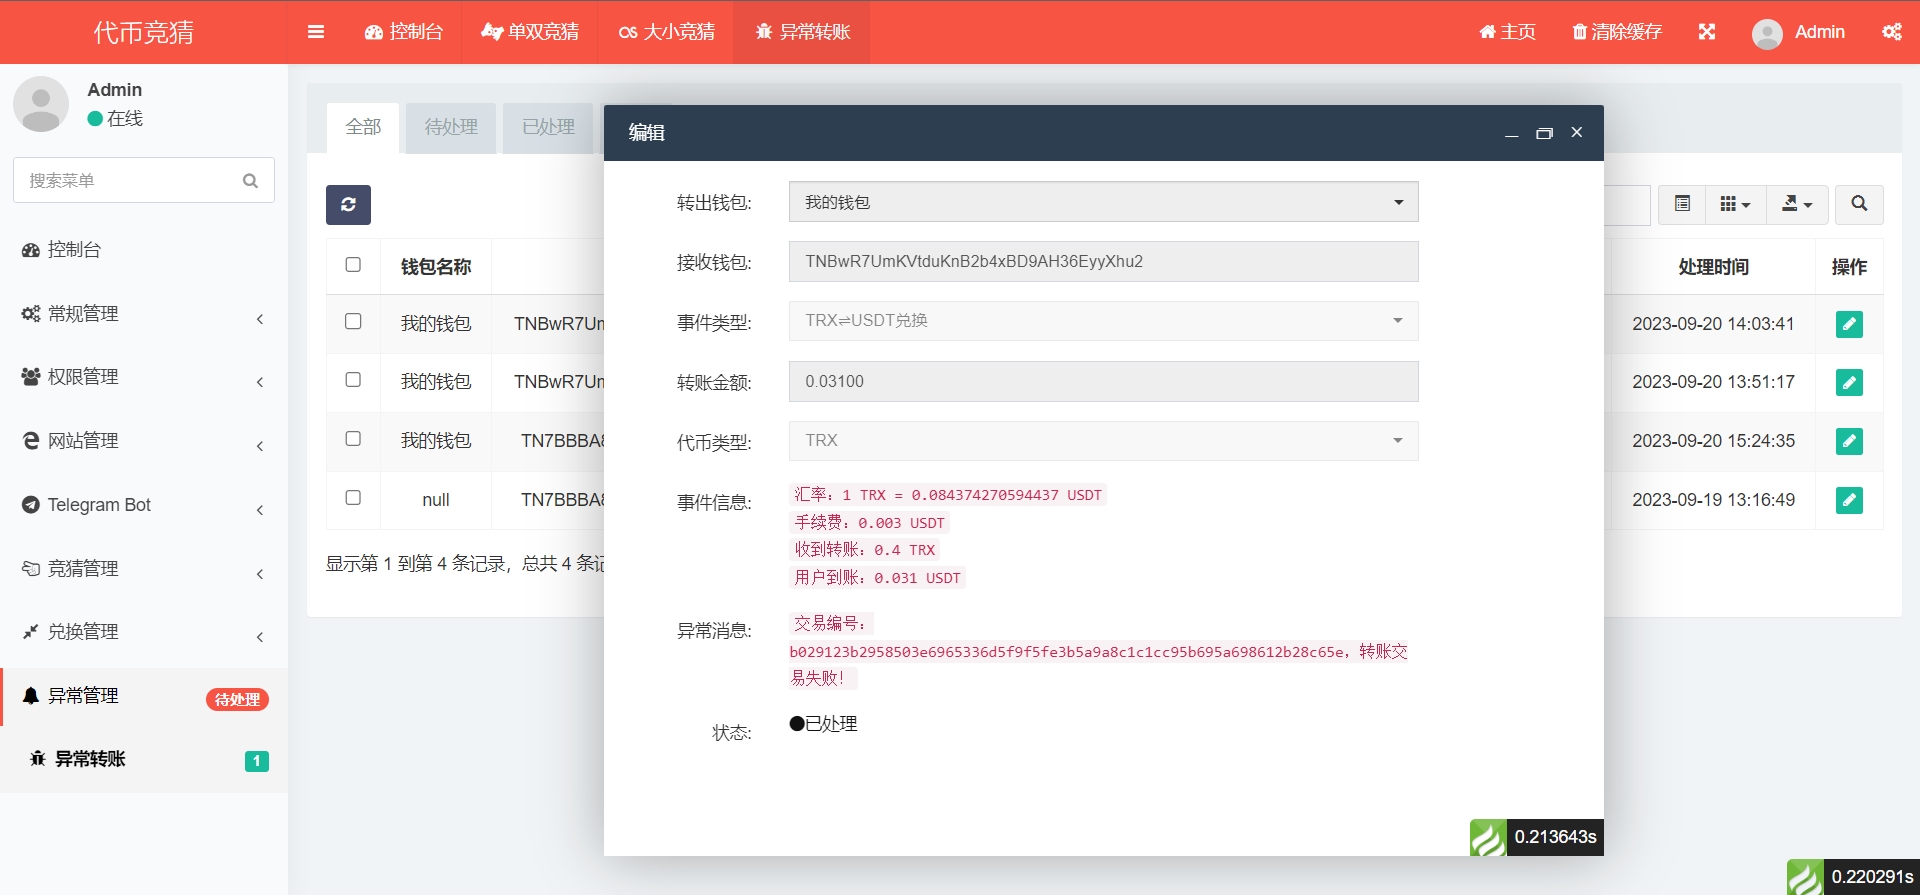 代币竞猜
控制台
单双竞猜
大小竞猜
异常转账
主页
清除缓存
Admin
Admin
在线
搜索菜单
控制台
常规管理
权限管理
网站管理
Telegram Bot
竞猜管理
兑换管理
异常管理 待处理
异常转账 1
全部 待处理 已处理
钱包名称 处理时间 操作
我的钱包 2023-09-20 14:03:41
我的钱包 2023-09-20 13:51:17
我的钱包 TN7BBBA 2023-09-20 15:24:35
null TN7BBBA 2023-09-19 13:16:49
显示第 1 到第 4 条记录，总共 4 条
编辑
转出钱包: 我的钱包
接收钱包: TNBwR7UmKVtduKnB2b4xBD9AH36EyyXhu2
事件类型: TRX⇌USDT兑换
转账金额: 0.03100
代币类型: TRX
事件信息: 汇率：1 TRX = 0.084374270594437 USDT
手续费：0.003 USDT
收到转账：0.4 TRX
用户到账：0.031 USDT
异常消息: 交易编号：
b029123b2958503e6965336d5f9f5fe3b5a9a8c1c1cc95b695a698612b28c65e，转账交
易失败！
状态: 已处理
0.213643s
0.220291s